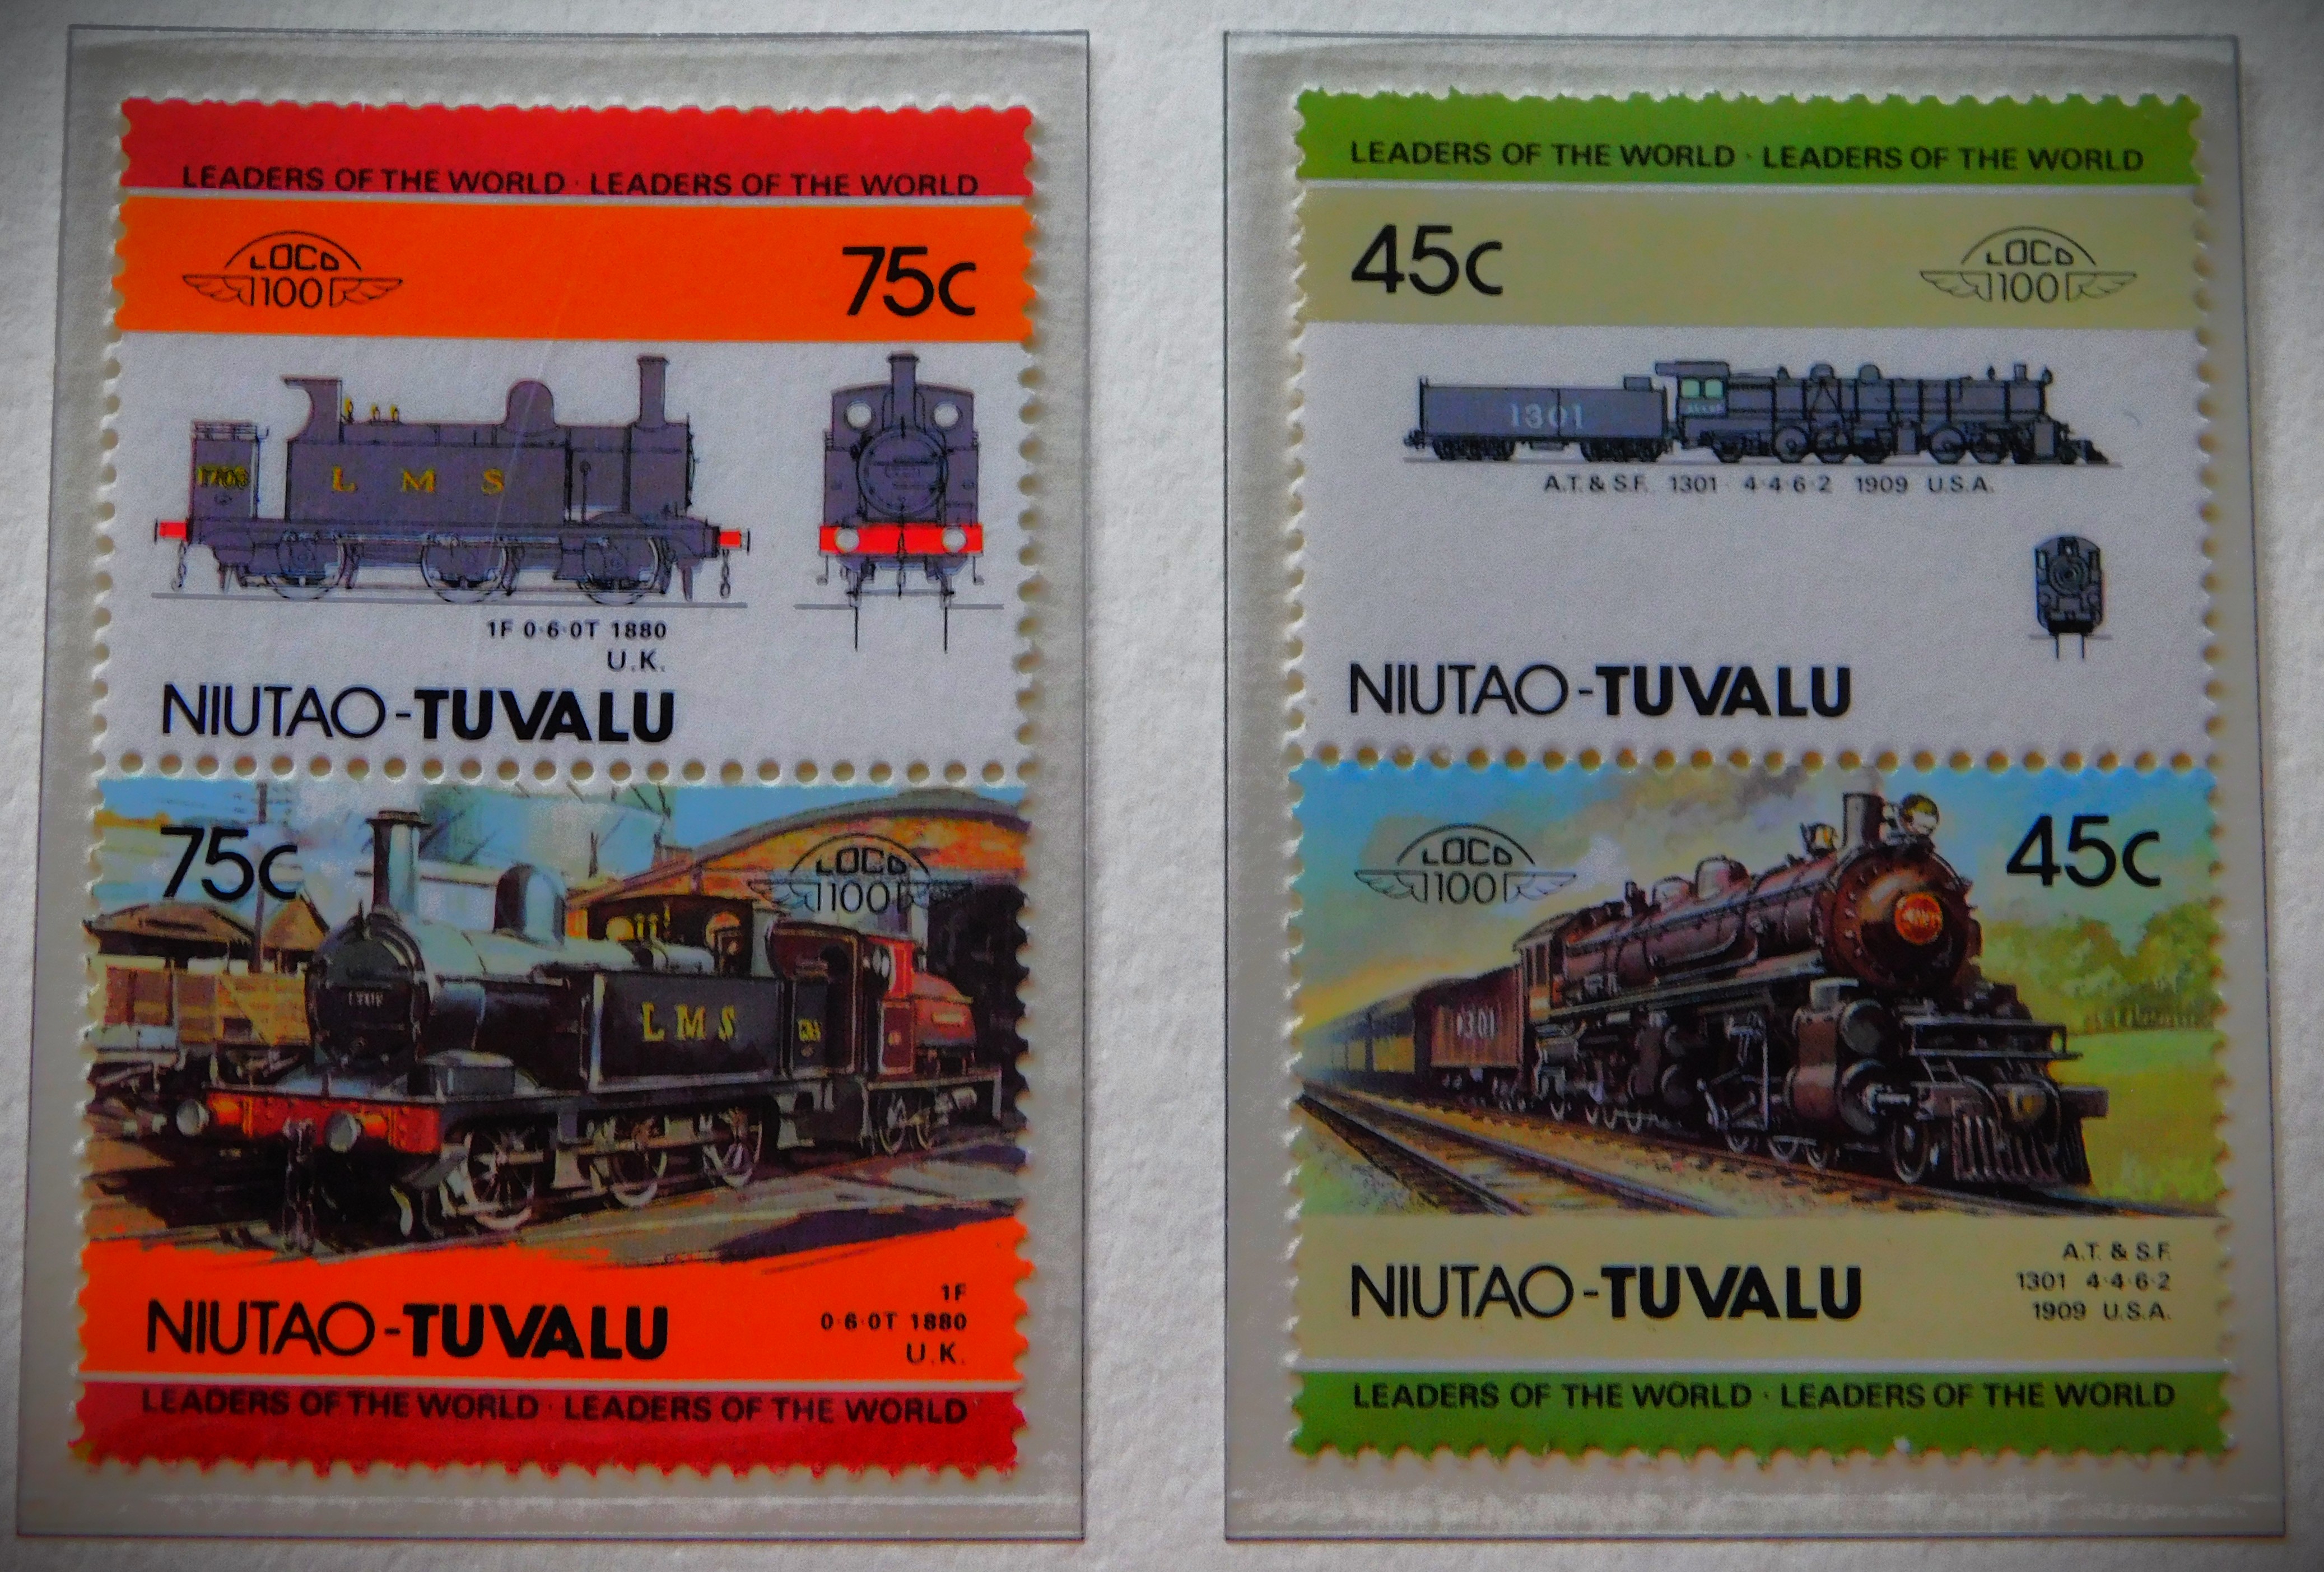 LEADERS OF THE WORLD · LEADERS OF THE WORLD
LOCO
100
75c
L M S
1F 0·6·0T 1880
U.K.
NIUTAO-TUVALU
75c
LOCO
100
L M S
NIUTAO-TUVALU
1F
0·6·0T 1880
U.K.
LEADERS OF THE WORLD · LEADERS OF THE WORLD
LEADERS OF THE WORLD · LEADERS OF THE WORLD
45c
LOCO
100
1301
A.T. & S.F. 1301 4·4·6·2 1909 U.S.A.
NIUTAO-TUVALU
LOCO
100
45c
1301
NIUTAO-TUVALU
A.T. & S.F.
1301 4·4·6·2
1909 U.S.A.
LEADERS OF THE WORLD · LEADERS OF THE WORLD